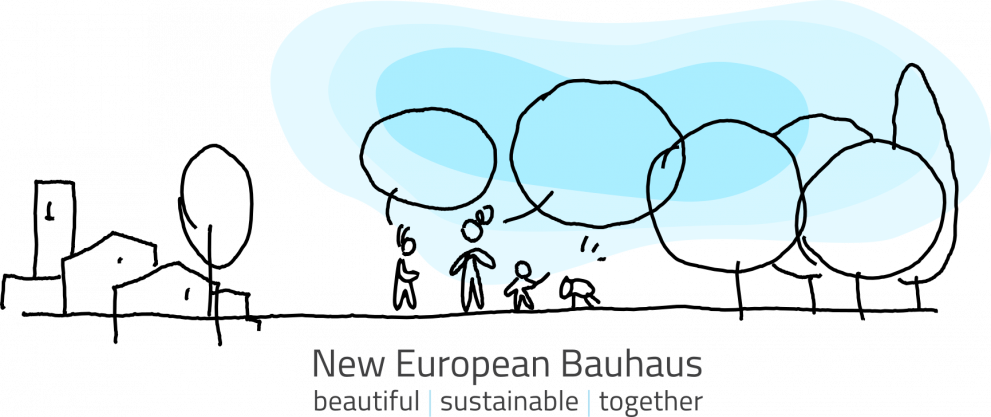 New European Bauhaus
beautiful | sustainable | together